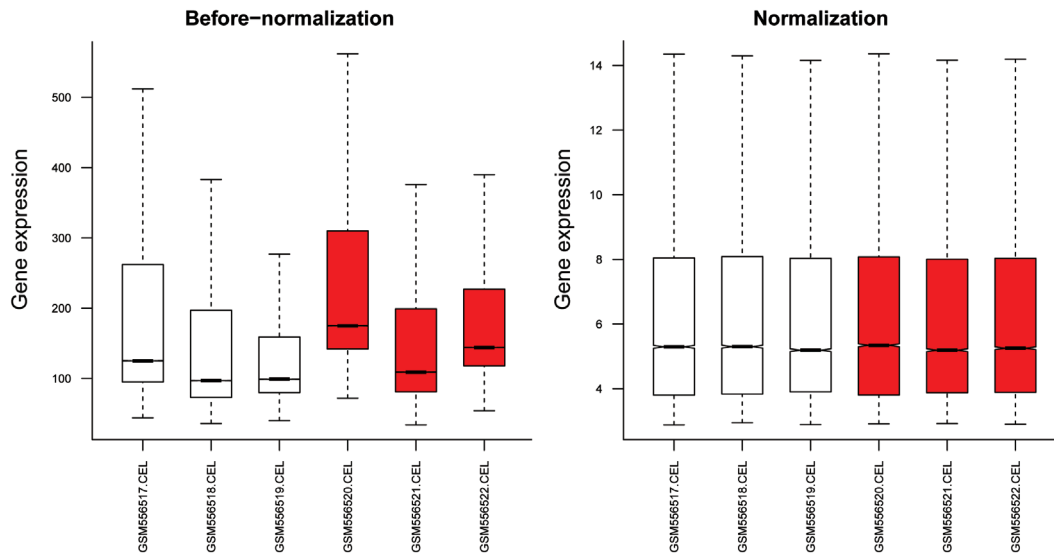 Before-normalization
Gene expression
500
400
300
200
100
GSM556517.CEL
GSM556518.CEL
GSM556519.CEL
GSM556520.CEL
GSM556521.CEL
GSM556522.CEL
Normalization
Gene expression
14
12
10
8
6
4
GSM556517.CEL
GSM556518.CEL
GSM556519.CEL
GSM556520.CEL
GSM556521.CEL
GSM556522.CEL